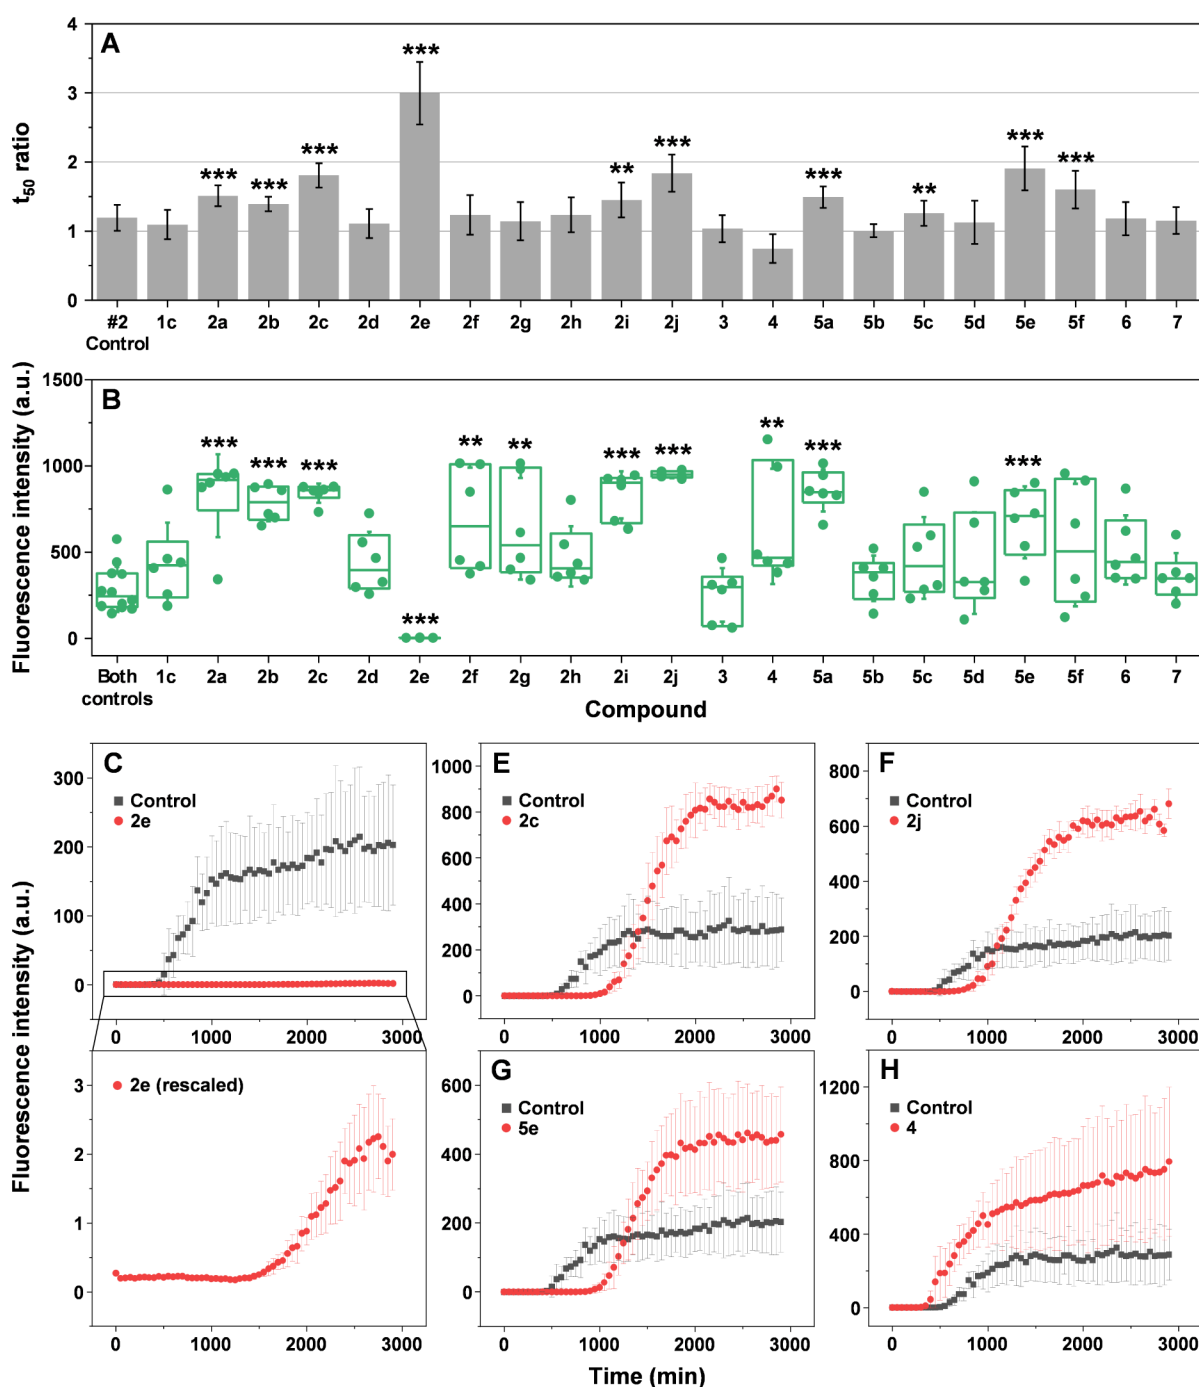 A
t50 ratio
4
3
2
1
0
*** *** *** *** ** *** *** ** *** ***
#2 Control 1c 2a 2b 2c 2d 2e 2f 2g 2h 2i 2j 3 4 5a 5b 5c 5d 5e 5f 6 7
B
Fluorescence intensity (a.u.)
1500
1000
500
0
*** *** *** *** ** ** *** *** ** *** ***
Both controls 1c 2a 2b 2c 2d 2e 2f 2g 2h 2i 2j 3 4 5a 5b 5c 5d 5e 5f 6 7
Compound
Fluorescence intensity (a.u.)
C
Control
2e
300
200
100
0
0 1000 2000 3000
E
Control
2c
1000
800
600
400
200
0
0 1000 2000 3000
F
Control
2j
800
600
400
200
0
0 1000 2000 3000
2e (rescaled)
3
2
1
0
0 1000 2000 3000
G
Control
5e
600
400
200
0
0 1000 2000 3000
H
Control
4
1200
800
400
0
0 1000 2000 3000
Time (min)